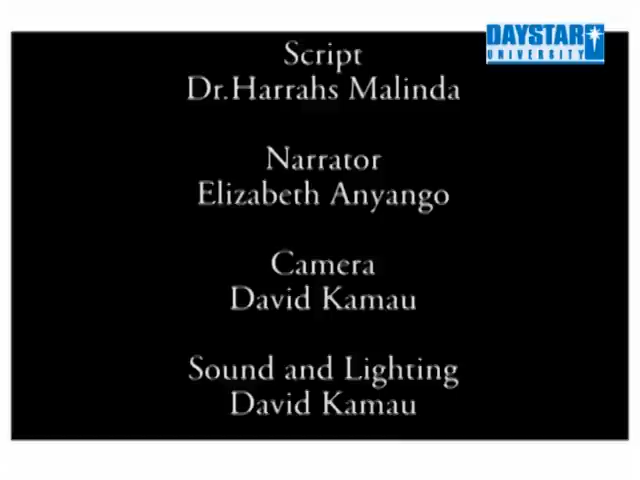 DAYSTAR
UNIVERSITY
Script
Dr.Harrahs Malinda
Narrator
Elizabeth Anyango
Camera
David Kamau
Sound and Lighting
David Kamau